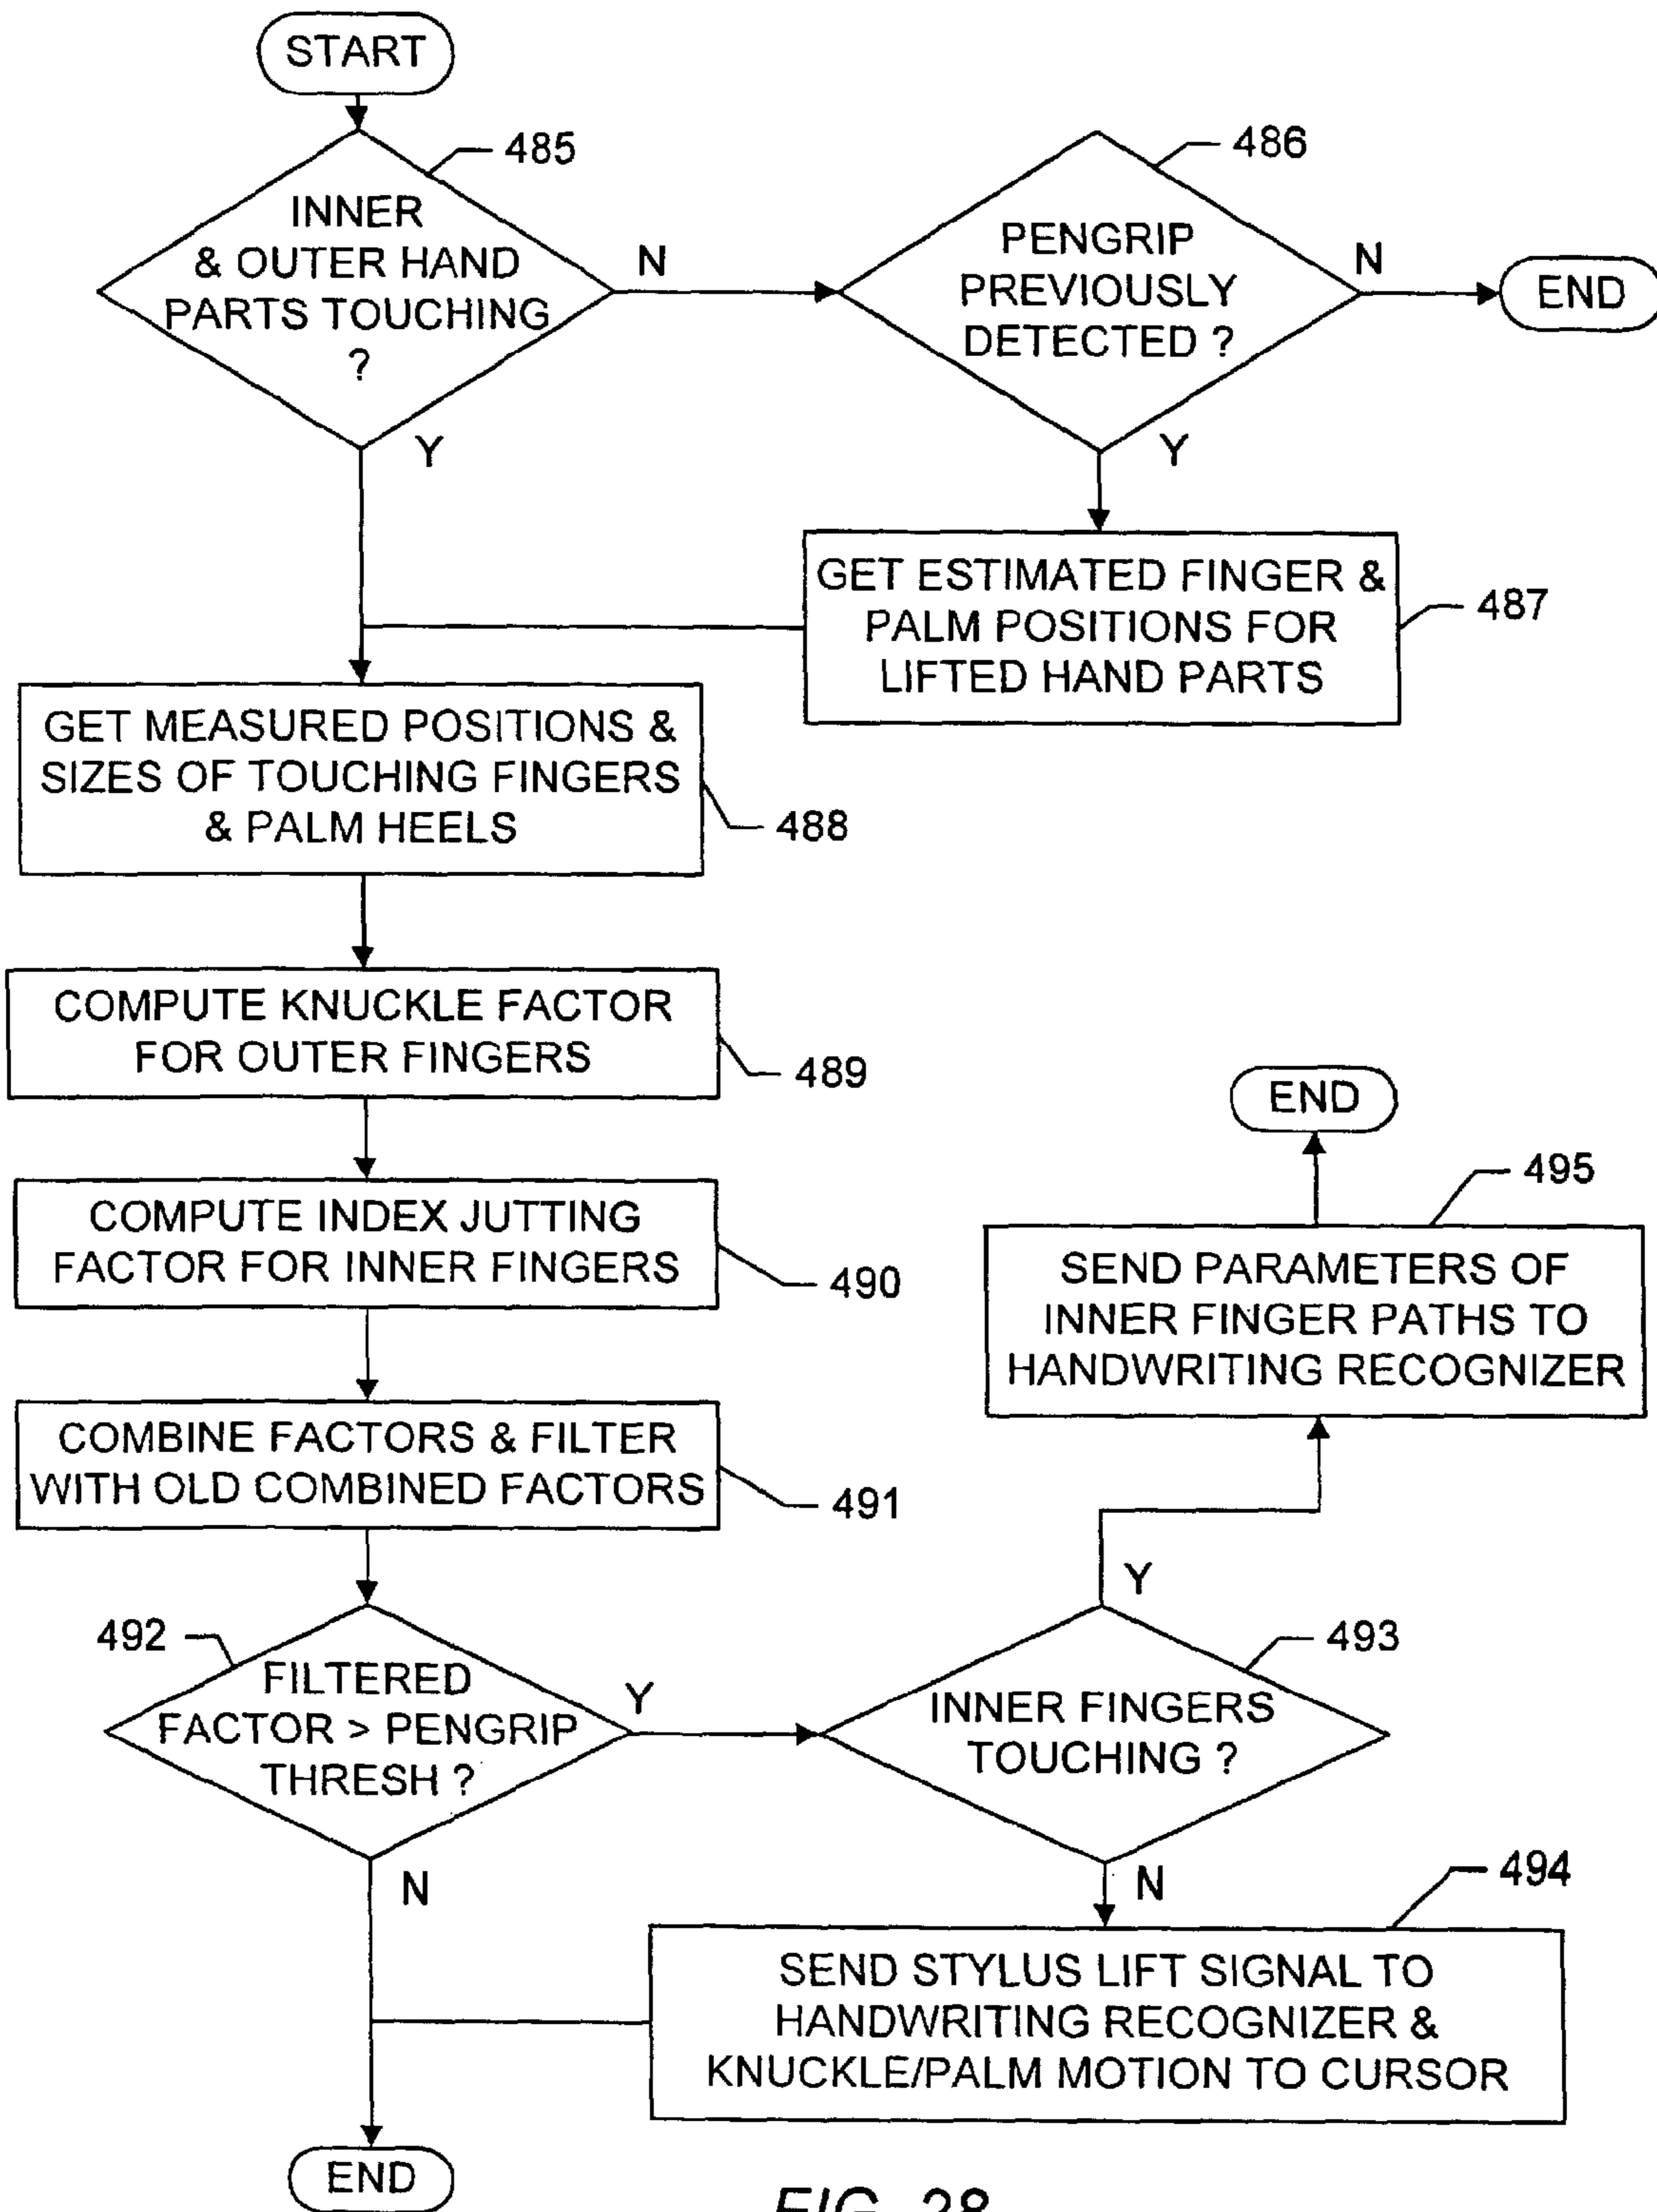 START
485
INNER
& OUTER HAND
PARTS TOUCHING
?
N
Y
486
PENGRIP
PREVIOUSLY
DETECTED ?
N
END
Y
GET ESTIMATED FINGER &
PALM POSITIONS FOR
LIFTED HAND PARTS
487
GET MEASURED POSITIONS &
SIZES OF TOUCHING FINGERS
& PALM HEELS
488
COMPUTE KNUCKLE FACTOR
FOR OUTER FINGERS
489
COMPUTE INDEX JUTTING
FACTOR FOR INNER FINGERS
490
COMBINE FACTORS & FILTER
WITH OLD COMBINED FACTORS
491
492
FILTERED
FACTOR > PENGRIP
THRESH ?
Y
N
END
495
SEND PARAMETERS OF
INNER FINGER PATHS TO
HANDWRITING RECOGNIZER
Y
493
INNER FINGERS
TOUCHING ?
N
494
SEND STYLUS LIFT SIGNAL TO
HANDWRITING RECOGNIZER &
KNUCKLE/PALM MOTION TO CURSOR
END
FIG. 28